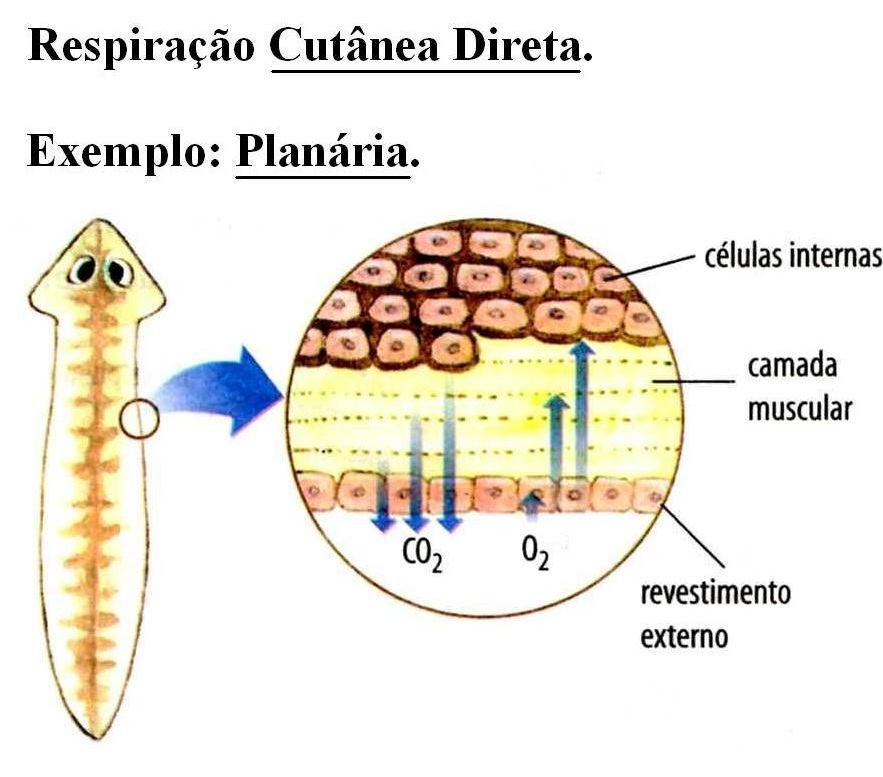 Respiração Cutânea Direta.
Exemplo: Planária.
células internas
camada
muscular
CO₂
O₂
revestimento
externo